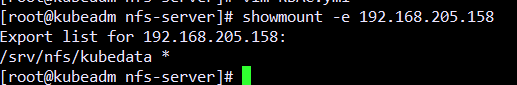 [root@kubeadm nfs-server]# showmount -e 192.168.205.158
Export list for 192.168.205.158:
/srv/nfs/kubedata *
[root@kubeadm nfs-server]#